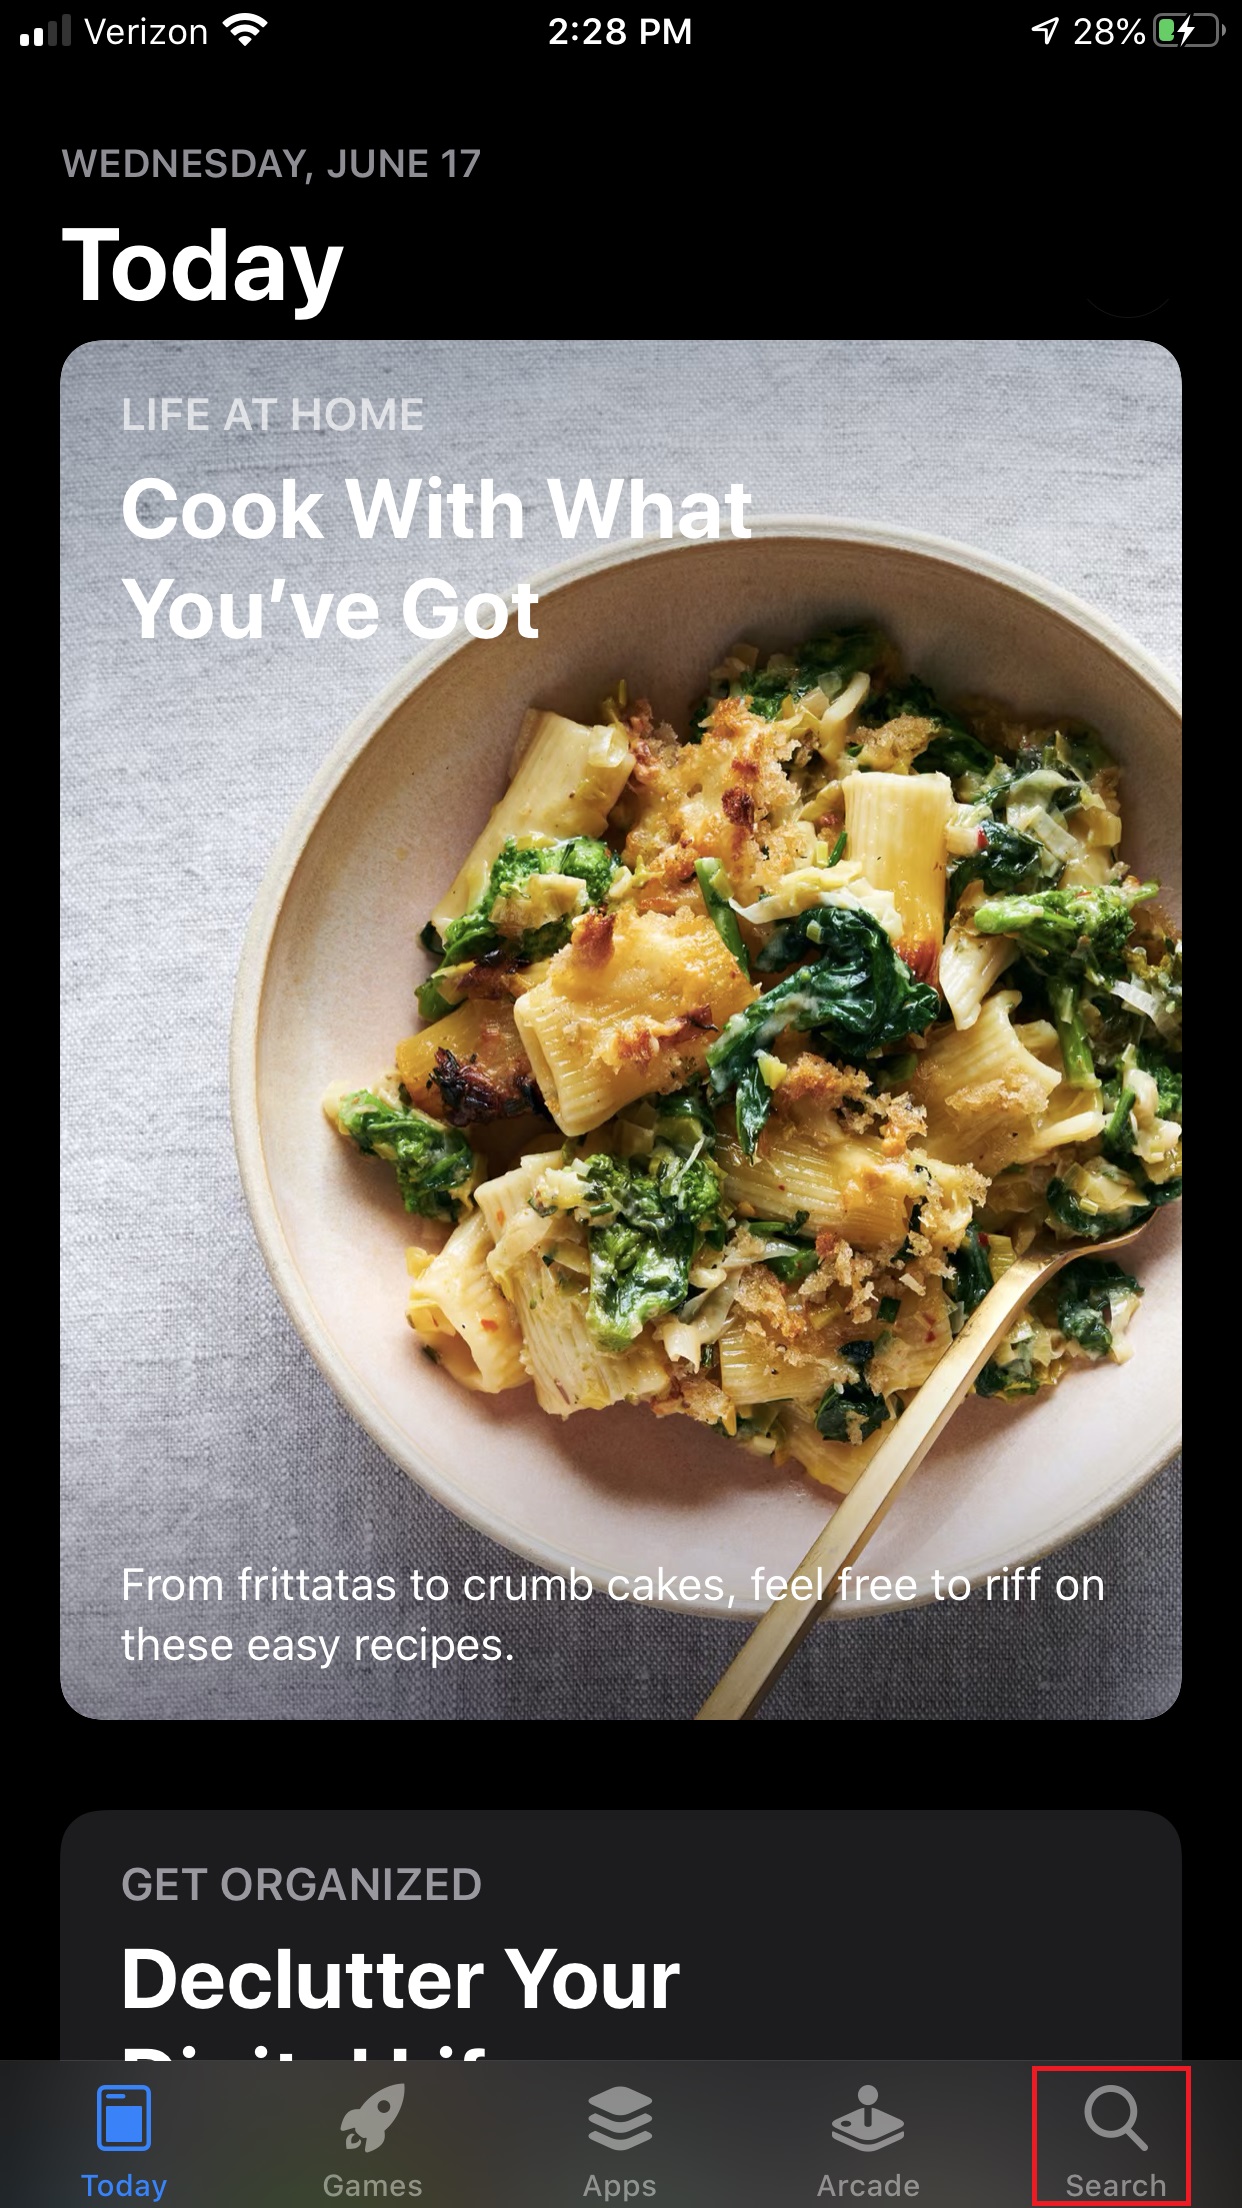 Verizon 2:28 PM 28%
WEDNESDAY, JUNE 17
Today
LIFE AT HOME
Cook With What
You’ve Got
From frittatas to crumb cakes, feel free to riff on
these easy recipes.
GET ORGANIZED
Declutter Your
Digital Life
Today Games Apps Arcade Search